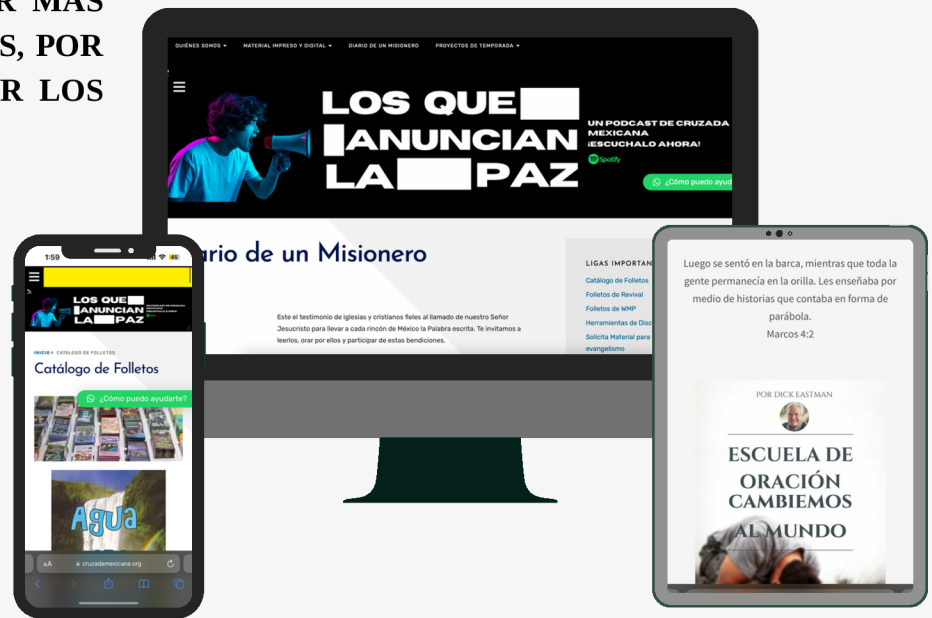 R MÁS
S, POR
R LOS
QUIÉNES SOMOS
MATERIAL IMPRESO Y DIGITAL
DIARIO DE UN MISIONERO
PROYECTOS DE TEMPORADA
LOS QUE
ANUNCIAN
LA PAZ
UN PODCAST DE CRUZADA
MEXICANA
¡ESCUCHALO AHORA!
Spotify
¿Cómo puedo ayud
ario de un Misionero
Este el testimonio de iglesias y cristianos fieles al llamado de nuestro Señor
Jesucristo para llevar a cada rincón de México la Palabra escrita. Te invitamos a
leerlos, orar por ellos y participar de estas bendiciones.
LIGAS IMPORTAN
Catálogo de Folletos
Folletos de Revival
Folletos de WMP
Herramientas de Disc
Solicita Material para
evangelismo
1:59
45
LOS QUE
ANUNCIAN
LA PAZ
INICIO > CATÁLOGO DE FOLLETOS
Catálogo de Folletos
¿Cómo puedo ayudarte?
Agua
AA
cruzadamexicana.org
Luego se sentó en la barca, mientras que toda la
gente permanecía en la orilla. Les enseñaba por
medio de historias que contaba en forma de
parábola.
Marcos 4:2
POR DICK EASTMAN
ESCUELA DE
ORACIÓN
CAMBIEMOS
AL MUNDO